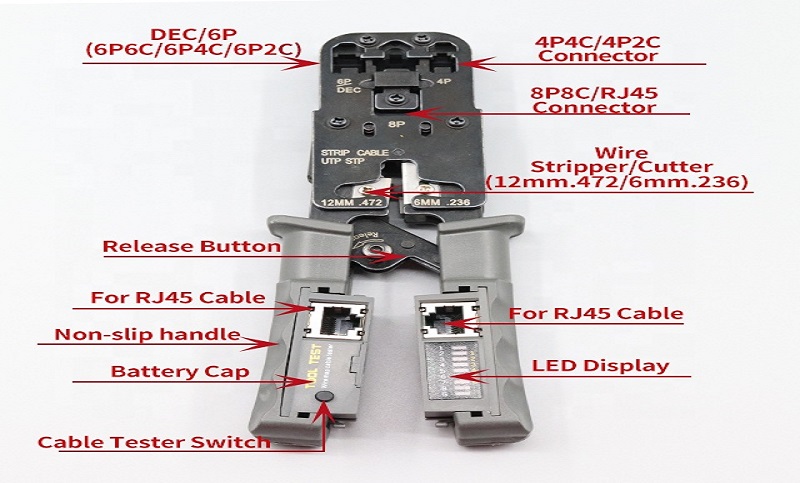 DEC/6P
(6P6C/6P4C/6P2C)
4P4C/4P2C
Connector
6P
DEC
4P
8P8C/RJ45
Connector
8P
STRIP CABLE
UTP STP
Wire
Stripper/Cutter
(12mm.472/6mm.236)
12MM .472
6MM .236
Release Button
For RJ45 Cable
For RJ45 Cable
Non-slip handle
TOOL TEST
Battery Cap
LED Display
Cable Tester Switch